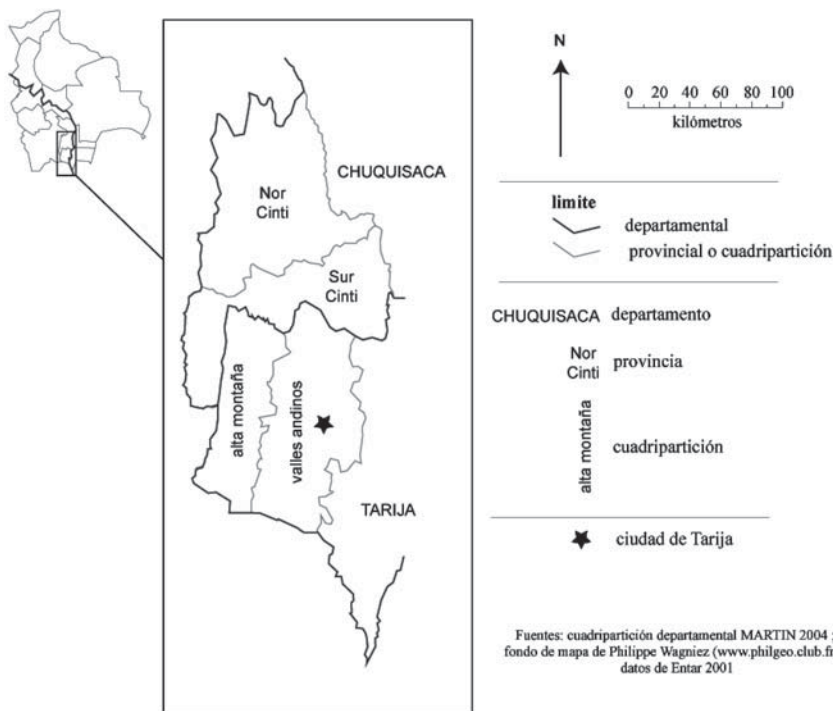 CHUQUISACA
Nor
Cinti
Sur
Cinti
alta montaña
valles andinos
TARIJA
N
0 20 40 60 80 100
kilómetros
limite
departamental
provincial o cuadripartición
CHUQUISACA departamento
Nor
Cinti
provincia
alta montaña
cuadripartición
ciudad de Tarija
Fuentes: cuadripartición departamental MARTIN 2004 ;
fondo de mapa de Philippe Wagniez (www.philgeo.club.fr
datos de Entar 2001